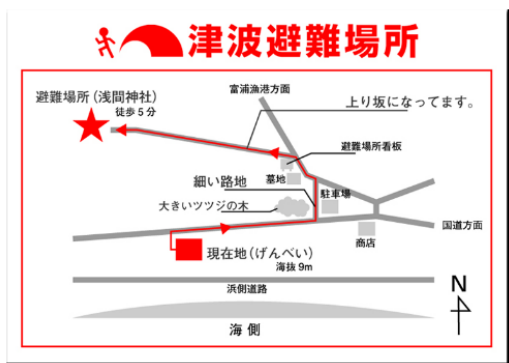 津波避難場所
富浦漁港方面
避難場所(浅間神社)
徒歩5分
上り坂になってます。
避難場所看板
細い路地
墓地
駐車場
大きいツツジの木
国道方面
現在地(げんべい)
商店
海抜9m
浜側道路
N
海側